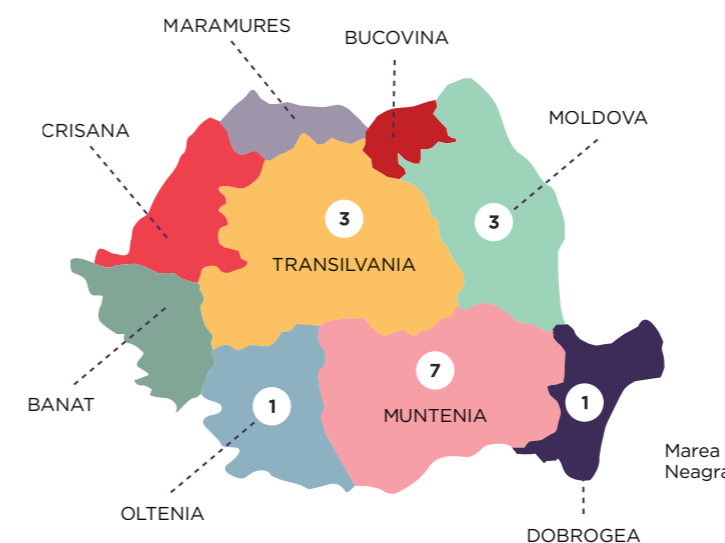 MARAMURES
BUCOVINA
CRISANA
MOLDOVA
3
3
TRANSILVANIA
BANAT
7
1
1
MUNTENIA
OLTENIA
Marea
Neagra
DOBROGEA